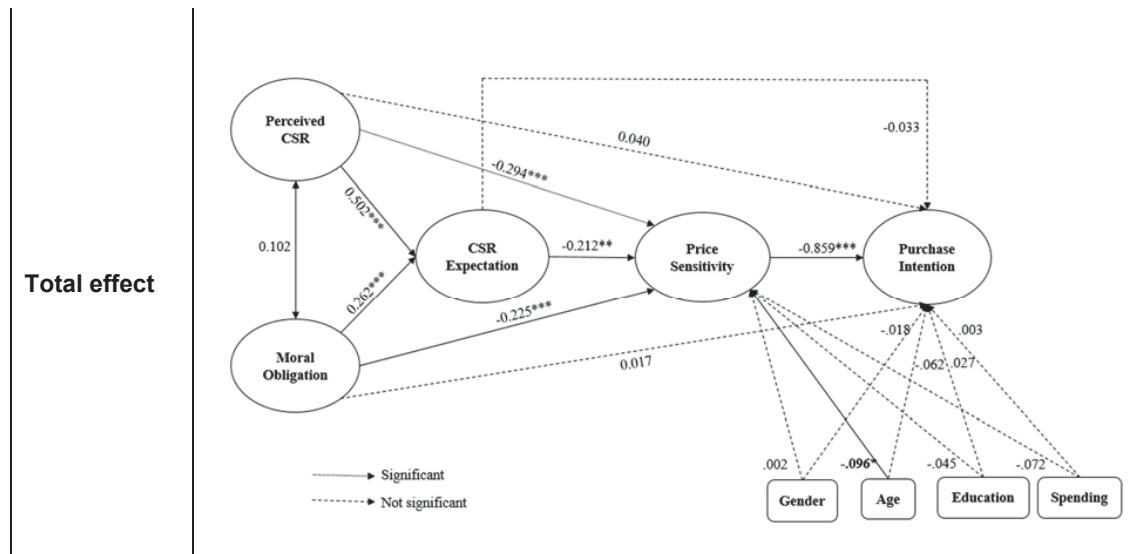 Total effect
Perceived
CSR
-0.033
0.040
-0.294***
0.502***
0.102
CSR
Expectation
-0.212**
Price
Sensitivity
-0.859***
Purchase
Intention
0.262***
-0.225***
Moral
Obligation
0.017
-.018
.003
-.062
.027
.002
-.096*
-.045
-.072
Significant
Not significant
Gender
Age
Education
Spending